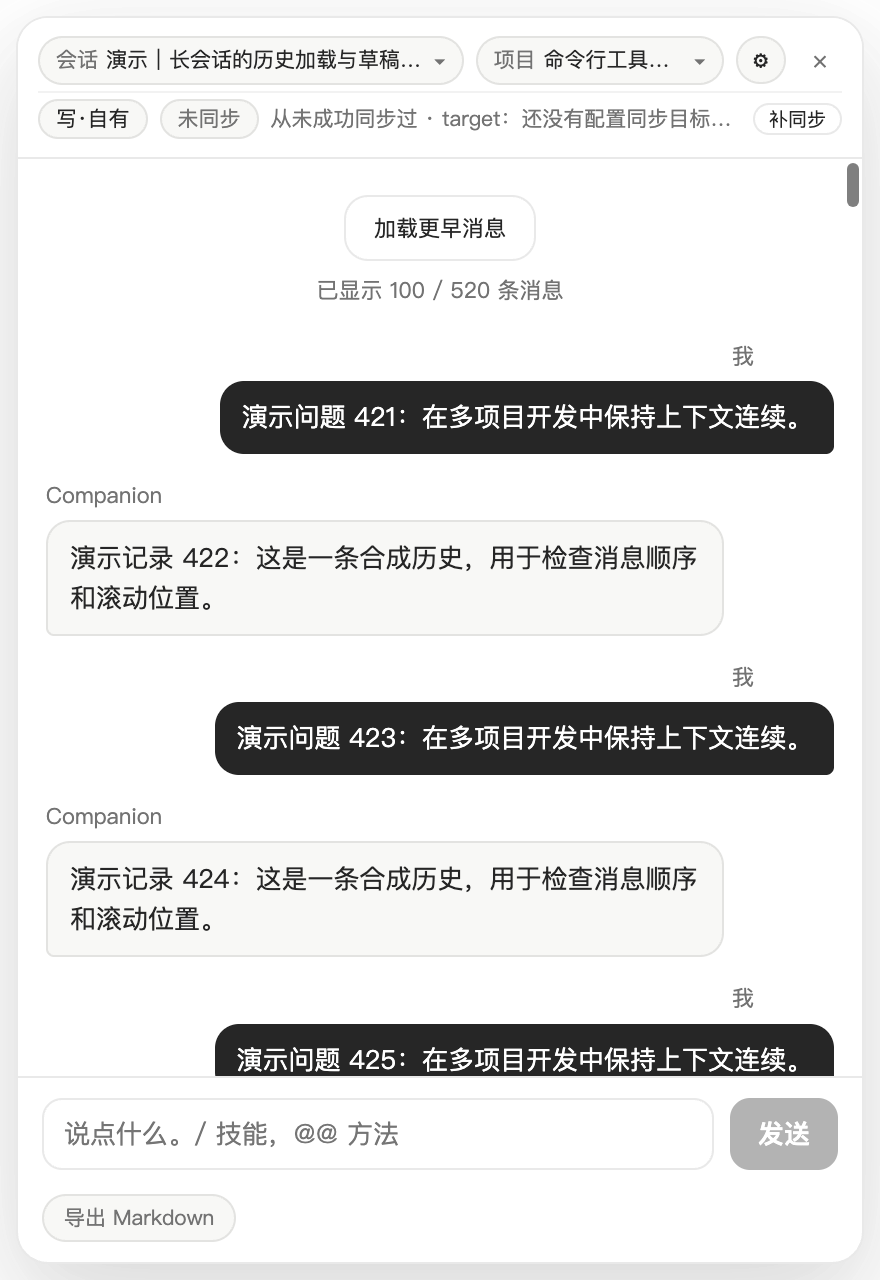 会话 演示｜长会话的历史加载与草稿… 项目 命令行工具…
写·自有 未同步 从未成功同步过 · target：还没有配置同步目标… 补同步
加载更早消息
已显示 100 / 520 条消息
我
演示问题 421：在多项目开发中保持上下文连续。
Companion
演示记录 422：这是一条合成历史，用于检查消息顺序
和滚动位置。
我
演示问题 423：在多项目开发中保持上下文连续。
Companion
演示记录 424：这是一条合成历史，用于检查消息顺序
和滚动位置。
我
演示问题 425：在多项目开发中保持上下文连续。
说点什么。/ 技能，@@ 方法 发送
导出 Markdown